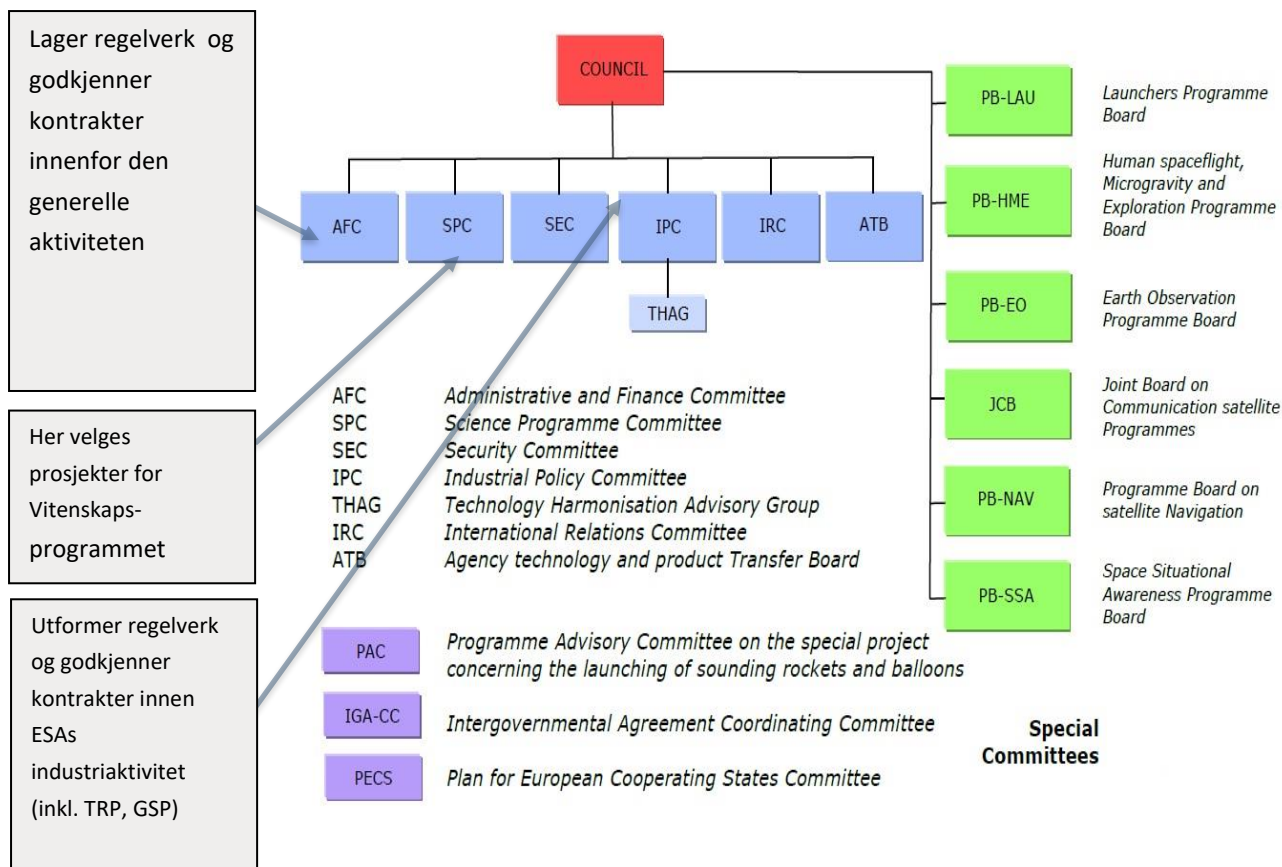 Lager regelverk og
godkjenner
kontrakter
innenfor den
generelle
aktiviteten
Her velges
prosjekter for
Vitenskaps-
programmet
Utformer regelverk
og godkjenner
kontrakter innen
ESAs
industriaktivitet
(inkl. TRP, GSP)
COUNCIL
AFC
SPC
SEC
IPC
IRC
ATB
THAG
PB-LAU
Launchers Programme
Board
PB-HME
Human spaceflight,
Microgravity and
Exploration Programme
Board
PB-EO
Earth Observation
Programme Board
JCB
Joint Board on
Communication satellite
Programmes
PB-NAV
Programme Board on
satellite Navigation
PB-SSA
Space Situational
Awareness Programme
Board
AFC Administrative and Finance Committee
SPC Science Programme Committee
SEC Security Committee
IPC Industrial Policy Committee
THAG Technology Harmonisation Advisory Group
IRC International Relations Committee
ATB Agency technology and product Transfer Board
PAC
Programme Advisory Committee on the special project
concerning the launching of sounding rockets and balloons
IGA-CC
Intergovernmental Agreement Coordinating Committee
PECS
Plan for European Cooperating States Committee
Special
Committees